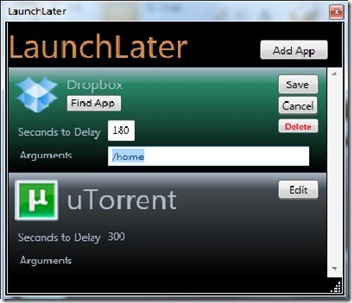 LaunchLater
LaunchLater
Add App
Dropbox
Find App
Save
Cancel
Delete
Seconds to Delay 180
Arguments /home
µ uTorrent
Edit
Seconds to Delay 300
Arguments